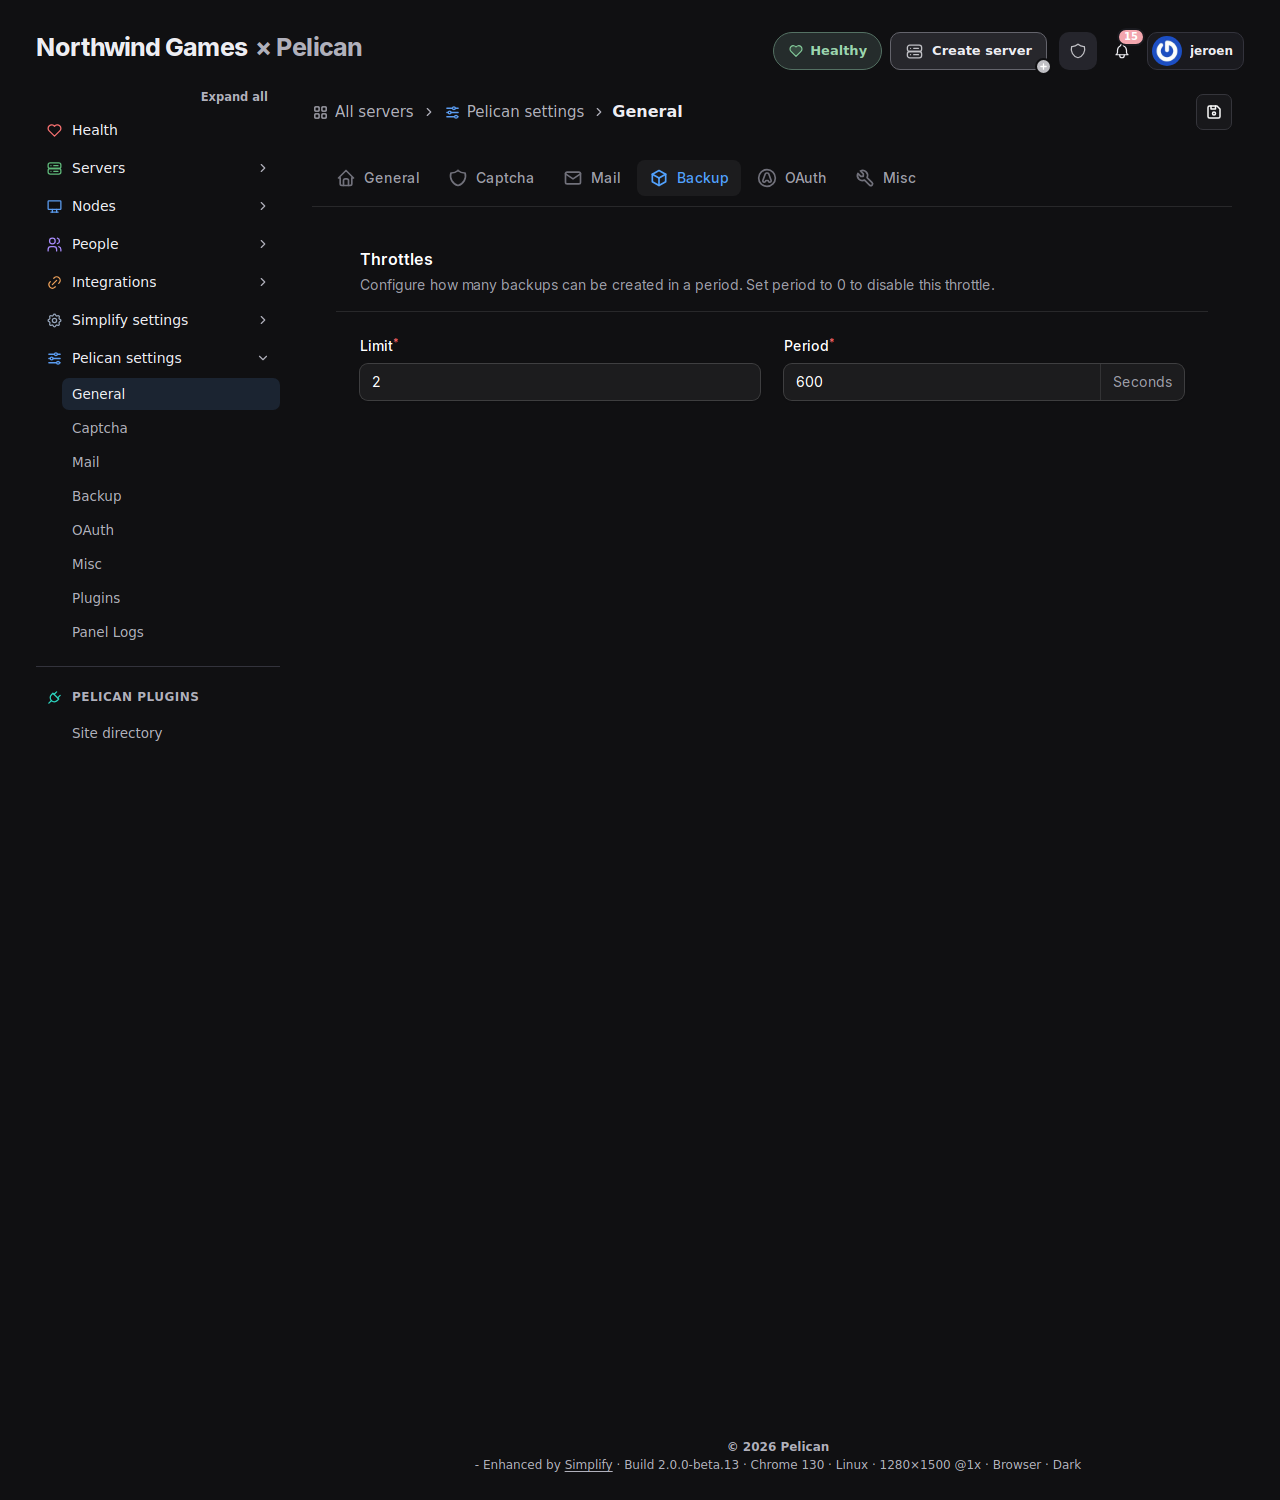 Northwind Games × Pelican
Healthy
Create server
15
jeroen
Expand all
Health
Servers
Nodes
People
Integrations
Simplify settings
Pelican settings
General
Captcha
Mail
Backup
OAuth
Misc
Plugins
Panel Logs
PELICAN PLUGINS
Site directory
All servers > Pelican settings > General
General Captcha Mail Backup OAuth Misc
Throttles
Configure how many backups can be created in a period. Set period to 0 to disable this throttle.
Limit* Period*
2 600 Seconds
© 2026 Pelican
- Enhanced by Simplify · Build 2.0.0-beta.13 · Chrome 130 · Linux · 1280×1500 @1x · Browser · Dark